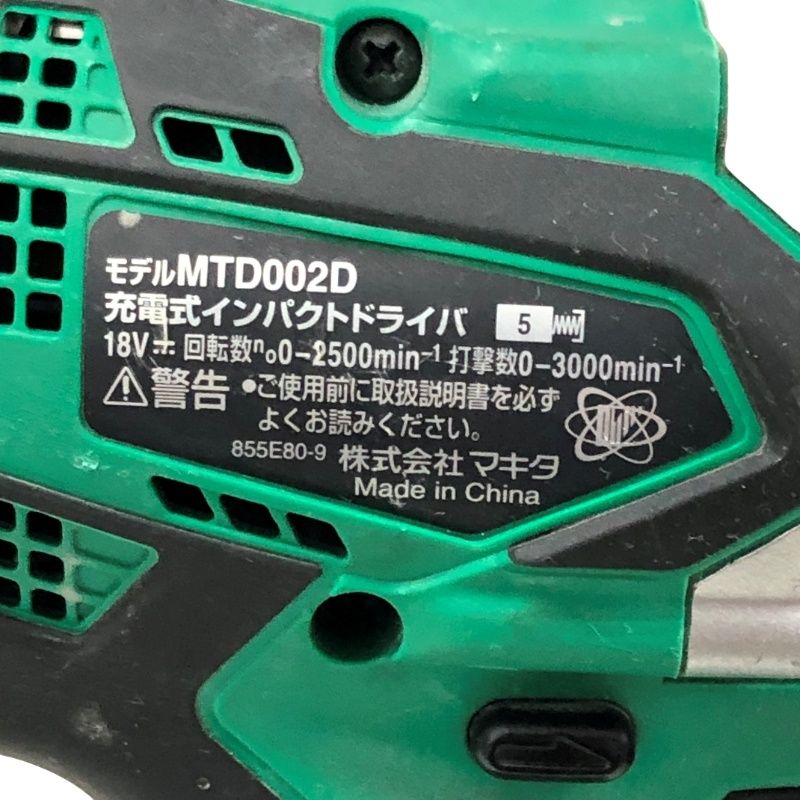 モデルMTD002D
充電式インパクトドライバ 5
18V⎓ 回転数n₀0-2500min⁻¹ 打撃数0-3000min⁻¹
⚠警告 •ご使用前に取扱説明書を必ず
よくお読みください。
855E80-9 株式会社 マキタ
Made in China